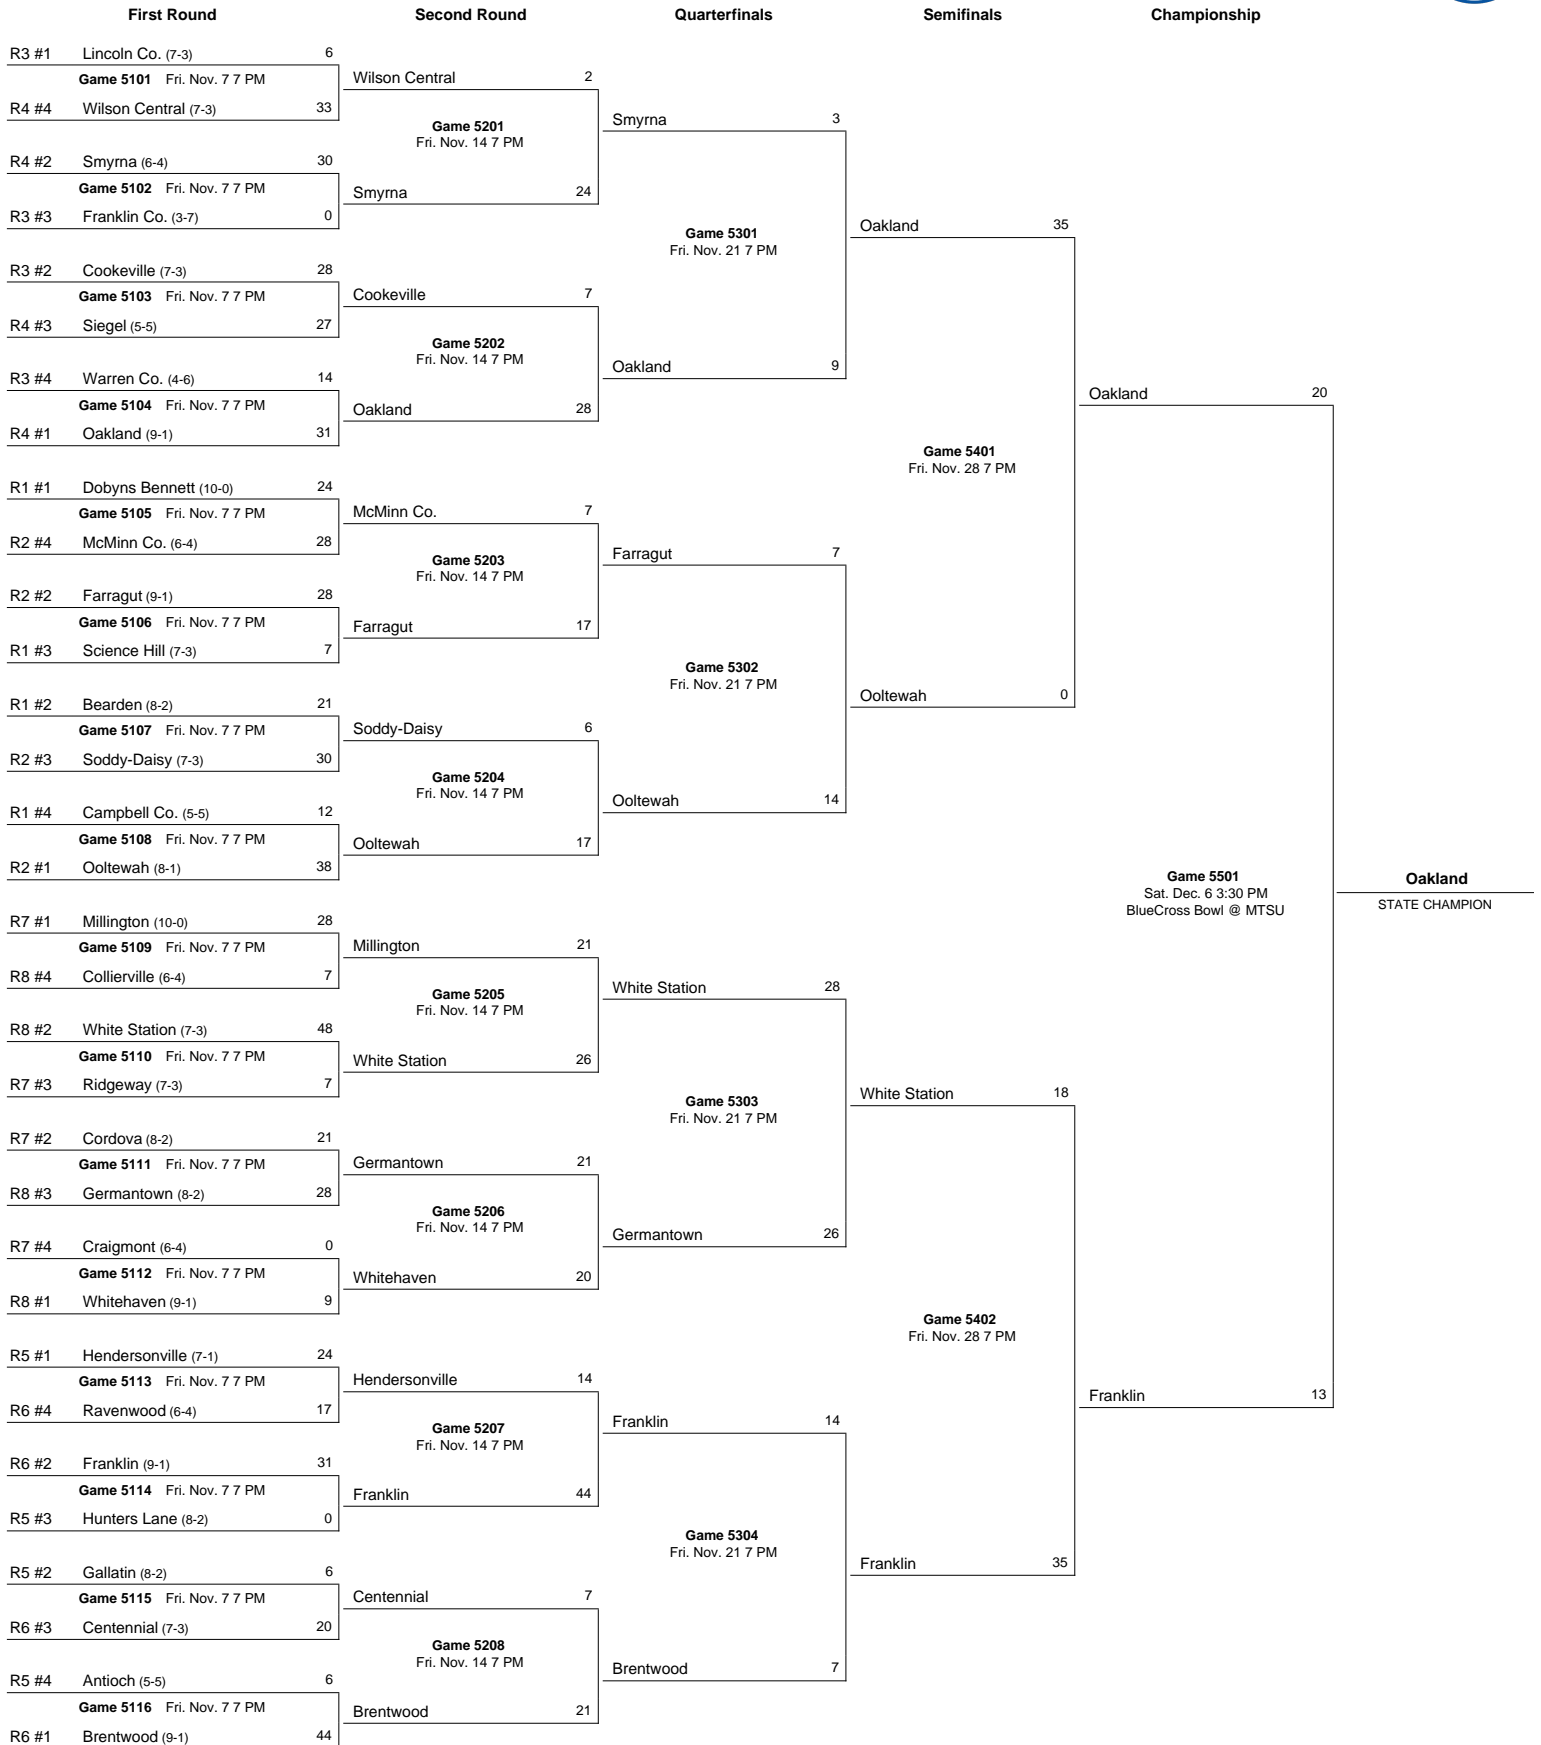 First Round Second Round Quarterfinals Semifinals Championship
R3 #1 Lincoln Co. (7-3) 6
Game 5101 Fri. Nov. 7 7 PM
R4 #4 Wilson Central (7-3) 33
R4 #2 Smyrna (6-4) 30
Game 5102 Fri. Nov. 7 7 PM
R3 #3 Franklin Co. (3-7) 0
R3 #2 Cookeville (7-3) 28
Game 5103 Fri. Nov. 7 7 PM
R4 #3 Siegel (5-5) 27
R3 #4 Warren Co. (4-6) 14
Game 5104 Fri. Nov. 7 7 PM
R4 #1 Oakland (9-1) 31
R1 #1 Dobyns Bennett (10-0) 24
Game 5105 Fri. Nov. 7 7 PM
R2 #4 McMinn Co. (6-4) 28
R2 #2 Farragut (9-1) 28
Game 5106 Fri. Nov. 7 7 PM
R1 #3 Science Hill (7-3) 7
R1 #2 Bearden (8-2) 21
Game 5107 Fri. Nov. 7 7 PM
R2 #3 Soddy-Daisy (7-3) 30
R1 #4 Campbell Co. (5-5) 12
Game 5108 Fri. Nov. 7 7 PM
R2 #1 Ooltewah (8-1) 38
R7 #1 Millington (10-0) 28
Game 5109 Fri. Nov. 7 7 PM
R8 #4 Collierville (6-4) 7
R8 #2 White Station (7-3) 48
Game 5110 Fri. Nov. 7 7 PM
R7 #3 Ridgeway (7-3) 7
R7 #2 Cordova (8-2) 21
Game 5111 Fri. Nov. 7 7 PM
R8 #3 Germantown (8-2) 28
R7 #4 Craigmont (6-4) 0
Game 5112 Fri. Nov. 7 7 PM
R8 #1 Whitehaven (9-1) 9
R5 #1 Hendersonville (7-1) 24
Game 5113 Fri. Nov. 7 7 PM
R6 #4 Ravenwood (6-4) 17
R6 #2 Franklin (9-1) 31
Game 5114 Fri. Nov. 7 7 PM
R5 #3 Hunters Lane (8-2) 0
R5 #2 Gallatin (8-2) 6
Game 5115 Fri. Nov. 7 7 PM
R6 #3 Centennial (7-3) 20
R5 #4 Antioch (5-5) 6
Game 5116 Fri. Nov. 7 7 PM
R6 #1 Brentwood (9-1) 44
Wilson Central 2
Game 5201
Fri. Nov. 14 7 PM
Smyrna 24
Cookeville 7
Game 5202
Fri. Nov. 14 7 PM
Oakland 28
McMinn Co. 7
Game 5203
Fri. Nov. 14 7 PM
Farragut 17
Soddy-Daisy 6
Game 5204
Fri. Nov. 14 7 PM
Ooltewah 17
Millington 21
Game 5205
Fri. Nov. 14 7 PM
White Station 26
Germantown 21
Game 5206
Fri. Nov. 14 7 PM
Whitehaven 20
Hendersonville 14
Game 5207
Fri. Nov. 14 7 PM
Franklin 44
Centennial 7
Game 5208
Fri. Nov. 14 7 PM
Brentwood 21
Smyrna 3
Game 5301
Fri. Nov. 21 7 PM
Oakland 9
Farragut 7
Game 5302
Fri. Nov. 21 7 PM
Ooltewah 14
White Station 28
Game 5303
Fri. Nov. 21 7 PM
Germantown 26
Franklin 14
Game 5304
Fri. Nov. 21 7 PM
Brentwood 7
Oakland 35
Game 5401
Fri. Nov. 28 7 PM
Ooltewah 0
White Station 18
Game 5402
Fri. Nov. 28 7 PM
Franklin 35
Oakland 20
Game 5501
Sat. Dec. 6 3:30 PM
BlueCross Bowl @ MTSU
Franklin 13
Oakland
STATE CHAMPION